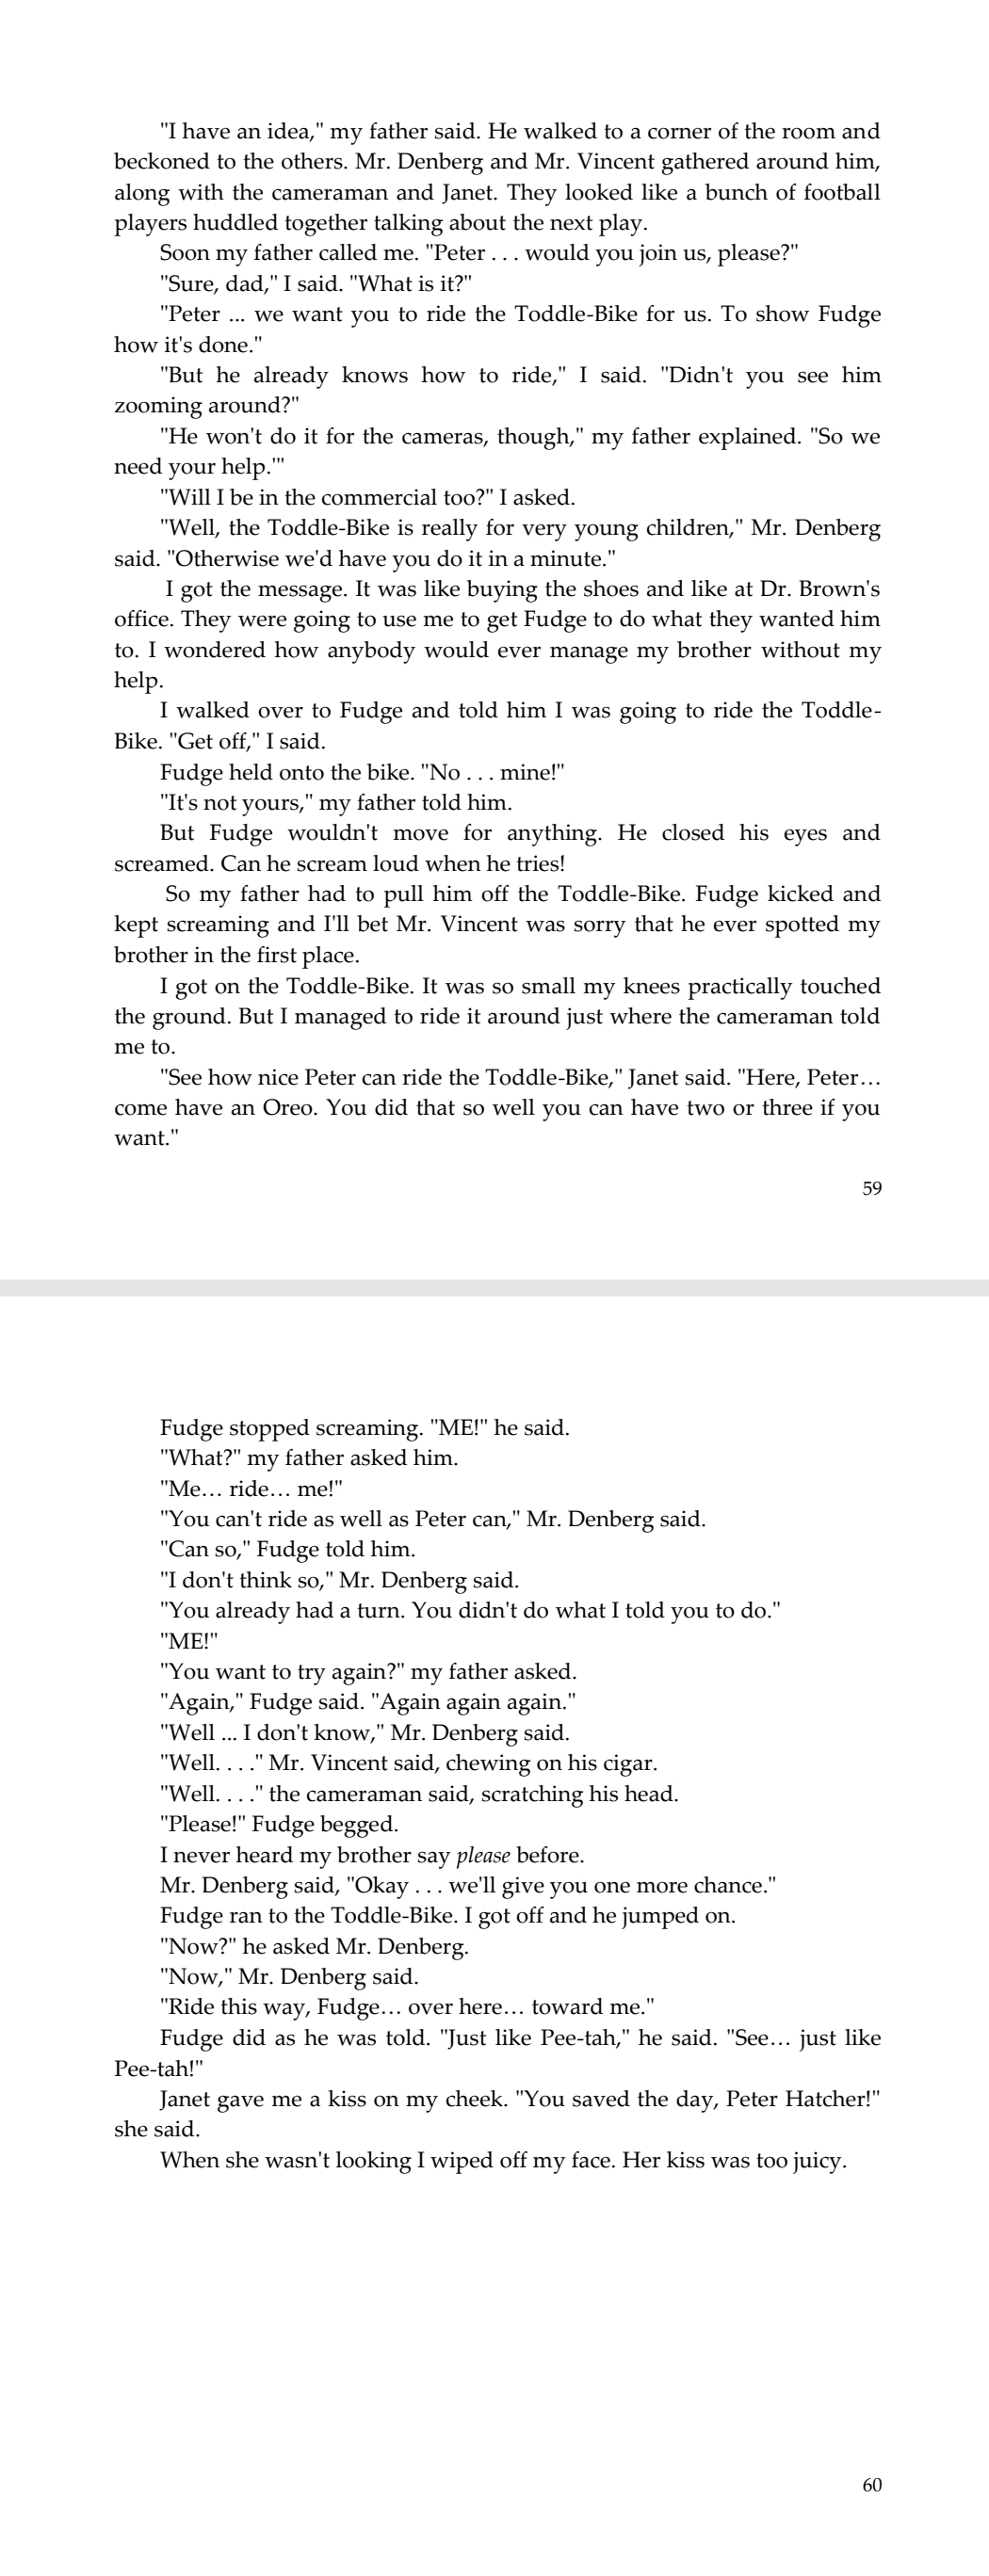 "I have an idea," my father said. He walked to a corner of the room and
beckoned to the others. Mr. Denberg and Mr. Vincent gathered around him,
along with the cameraman and Janet. They looked like a bunch of football
players huddled together talking about the next play.
Soon my father called me. "Peter . . . would you join us, please?"
"Sure, dad," I said. "What is it?"
"Peter ... we want you to ride the Toddle-Bike for us. To show Fudge
how it's done."
"But he already knows how to ride," I said. "Didn't you see him
zooming around?"
"He won't do it for the cameras, though," my father explained. "So we
need your help.'"
"Will I be in the commercial too?" I asked.
"Well, the Toddle-Bike is really for very young children," Mr. Denberg
said. "Otherwise we'd have you do it in a minute."
I got the message. It was like buying the shoes and like at Dr. Brown's
office. They were going to use me to get Fudge to do what they wanted him
to. I wondered how anybody would ever manage my brother without my
help.
I walked over to Fudge and told him I was going to ride the Toddle-
Bike. "Get off," I said.
Fudge held onto the bike. "No . . . mine!"
"It's not yours," my father told him.
But Fudge wouldn't move for anything. He closed his eyes and
screamed. Can he scream loud when he tries!
So my father had to pull him off the Toddle-Bike. Fudge kicked and
kept screaming and I'll bet Mr. Vincent was sorry that he ever spotted my
brother in the first place.
I got on the Toddle-Bike. It was so small my knees practically touched
the ground. But I managed to ride it around just where the cameraman told
me to.
"See how nice Peter can ride the Toddle-Bike," Janet said. "Here, Peter…
come have an Oreo. You did that so well you can have two or three if you
want."
59
Fudge stopped screaming. "ME!" he said.
"What?" my father asked him.
"Me… ride… me!"
"You can't ride as well as Peter can," Mr. Denberg said.
"Can so," Fudge told him.
"I don't think so," Mr. Denberg said.
"You already had a turn. You didn't do what I told you to do."
"ME!"
"You want to try again?" my father asked.
"Again," Fudge said. "Again again again."
"Well ... I don't know," Mr. Denberg said.
"Well. . . ." Mr. Vincent said, chewing on his cigar.
"Well. . . ." the cameraman said, scratching his head.
"Please!" Fudge begged.
I never heard my brother say please before.
Mr. Denberg said, "Okay . . . we'll give you one more chance."
Fudge ran to the Toddle-Bike. I got off and he jumped on.
"Now?" he asked Mr. Denberg.
"Now," Mr. Denberg said.
"Ride this way, Fudge… over here… toward me."
Fudge did as he was told. "Just like Pee-tah," he said. "See… just like
Pee-tah!"
Janet gave me a kiss on my cheek. "You saved the day, Peter Hatcher!"
she said.
When she wasn't looking I wiped off my face. Her kiss was too juicy.
60